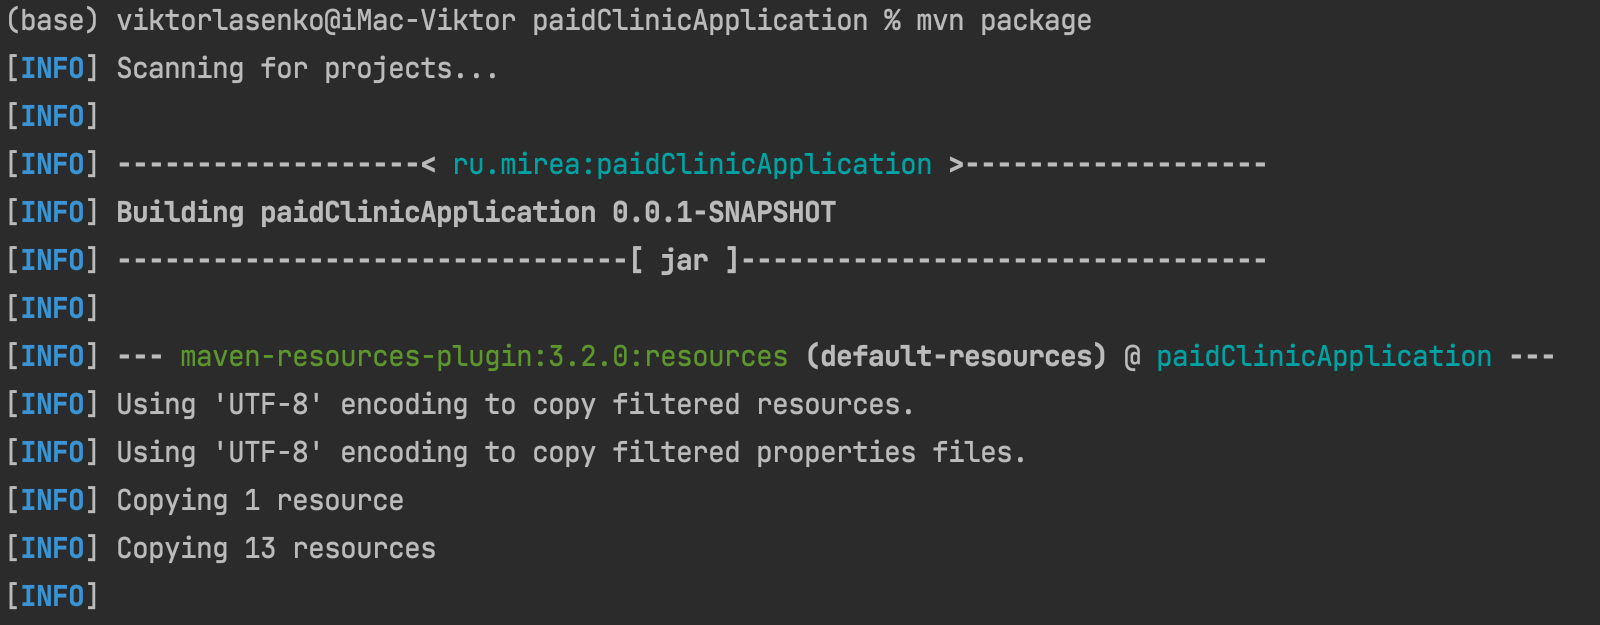 (base) viktorlasenko@iMac-Viktor paidClinicApplication % mvn package
[INFO] Scanning for projects...
[INFO]
[INFO] -------------------< ru.mirea:paidClinicApplication >-------------------
[INFO] Building paidClinicApplication 0.0.1-SNAPSHOT
[INFO] --------------------------------[ jar ]---------------------------------
[INFO]
[INFO] --- maven-resources-plugin:3.2.0:resources (default-resources) @ paidClinicApplication ---
[INFO] Using 'UTF-8' encoding to copy filtered resources.
[INFO] Using 'UTF-8' encoding to copy filtered properties files.
[INFO] Copying 1 resource
[INFO] Copying 13 resources
[INFO]